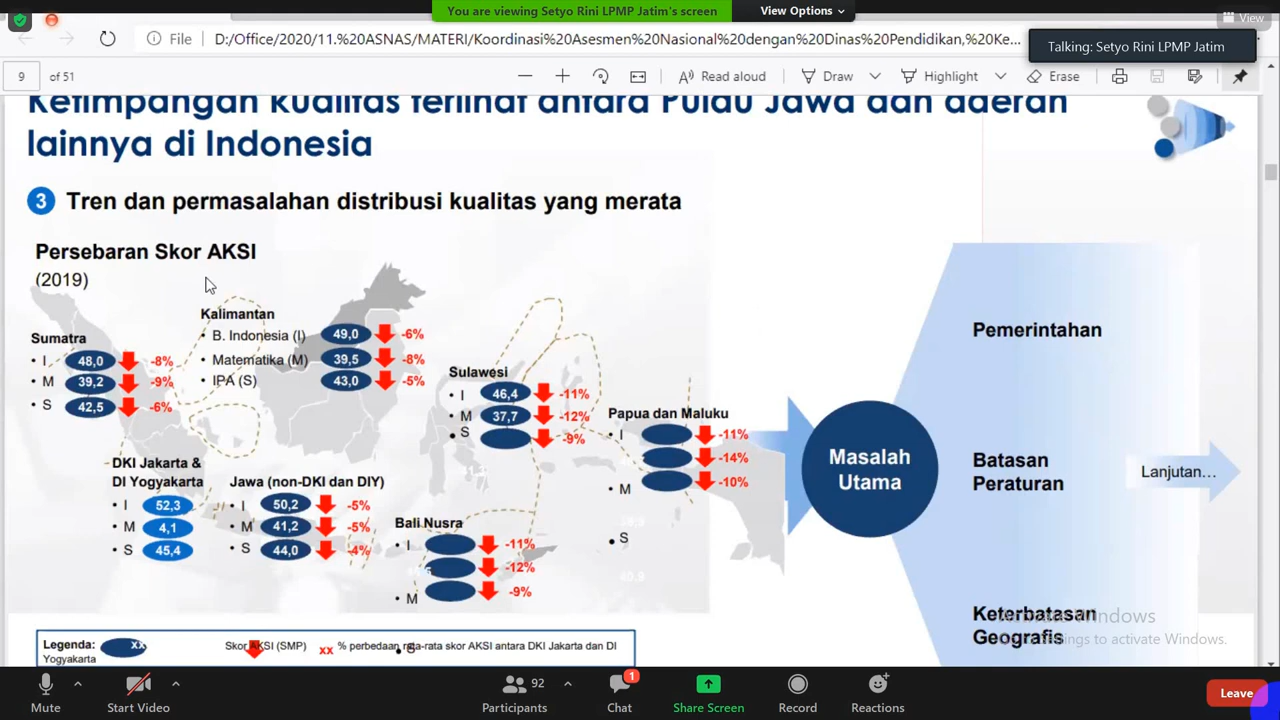 You are viewing Setyo Rini LPMP Jatim's screen
View Options
View
File
D:/Office/2020/11.%20ASNAS/MATERI/Koordinasi%20Asesmen%20Nasional%20dengan%20Dinas%20Pendidikan,%20Ke...
Talking: Setyo Rini LPMP Jatim
9 of 51
Read aloud
Draw
Highlight
Erase
Ketimpangan kualitas terlihat antara Pulau Jawa dan daerah
lainnya di Indonesia
3 Tren dan permasalahan distribusi kualitas yang merata
Persebaran Skor AKSI
(2019)
Kalimantan
• B. Indonesia (I) 49,0 -6%
• Matematika (M) 39,5 -8%
• IPA (S) 43,0 -5%
Sumatra
• I 48,0 -8%
• M 39,2 -9%
• S 42,5 -6%
Sulawesi
• I 46,4 -11%
• M 37,7 -12%
• S -9%
Papua dan Maluku
• I -11%
-14%
-10%
• M
• S
40,9
DKI Jakarta &
DI Yogyakarta
• I 52,3
• M 4,1
• S 45,4
Jawa (non-DKI dan DIY)
• I 50,2 -5%
• M 41,2 -5%
• S 44,0 -4%
Bali Nusra
• I -11%
-12%
-9%
• M
• S
Legenda: xx Skor AKSI (SMP) xx % perbedaan rata-rata skor AKSI antara DKI Jakarta dan DI
Yogyakarta
Masalah
Utama
Pemerintahan
Batasan
Peraturan
Keterbatasan
Geografis
Lanjutan...
Activate Windows
Go to Settings to activate Windows.
Mute
Start Video
92
Participants
1
Chat
Share Screen
Record
Reactions
Leave